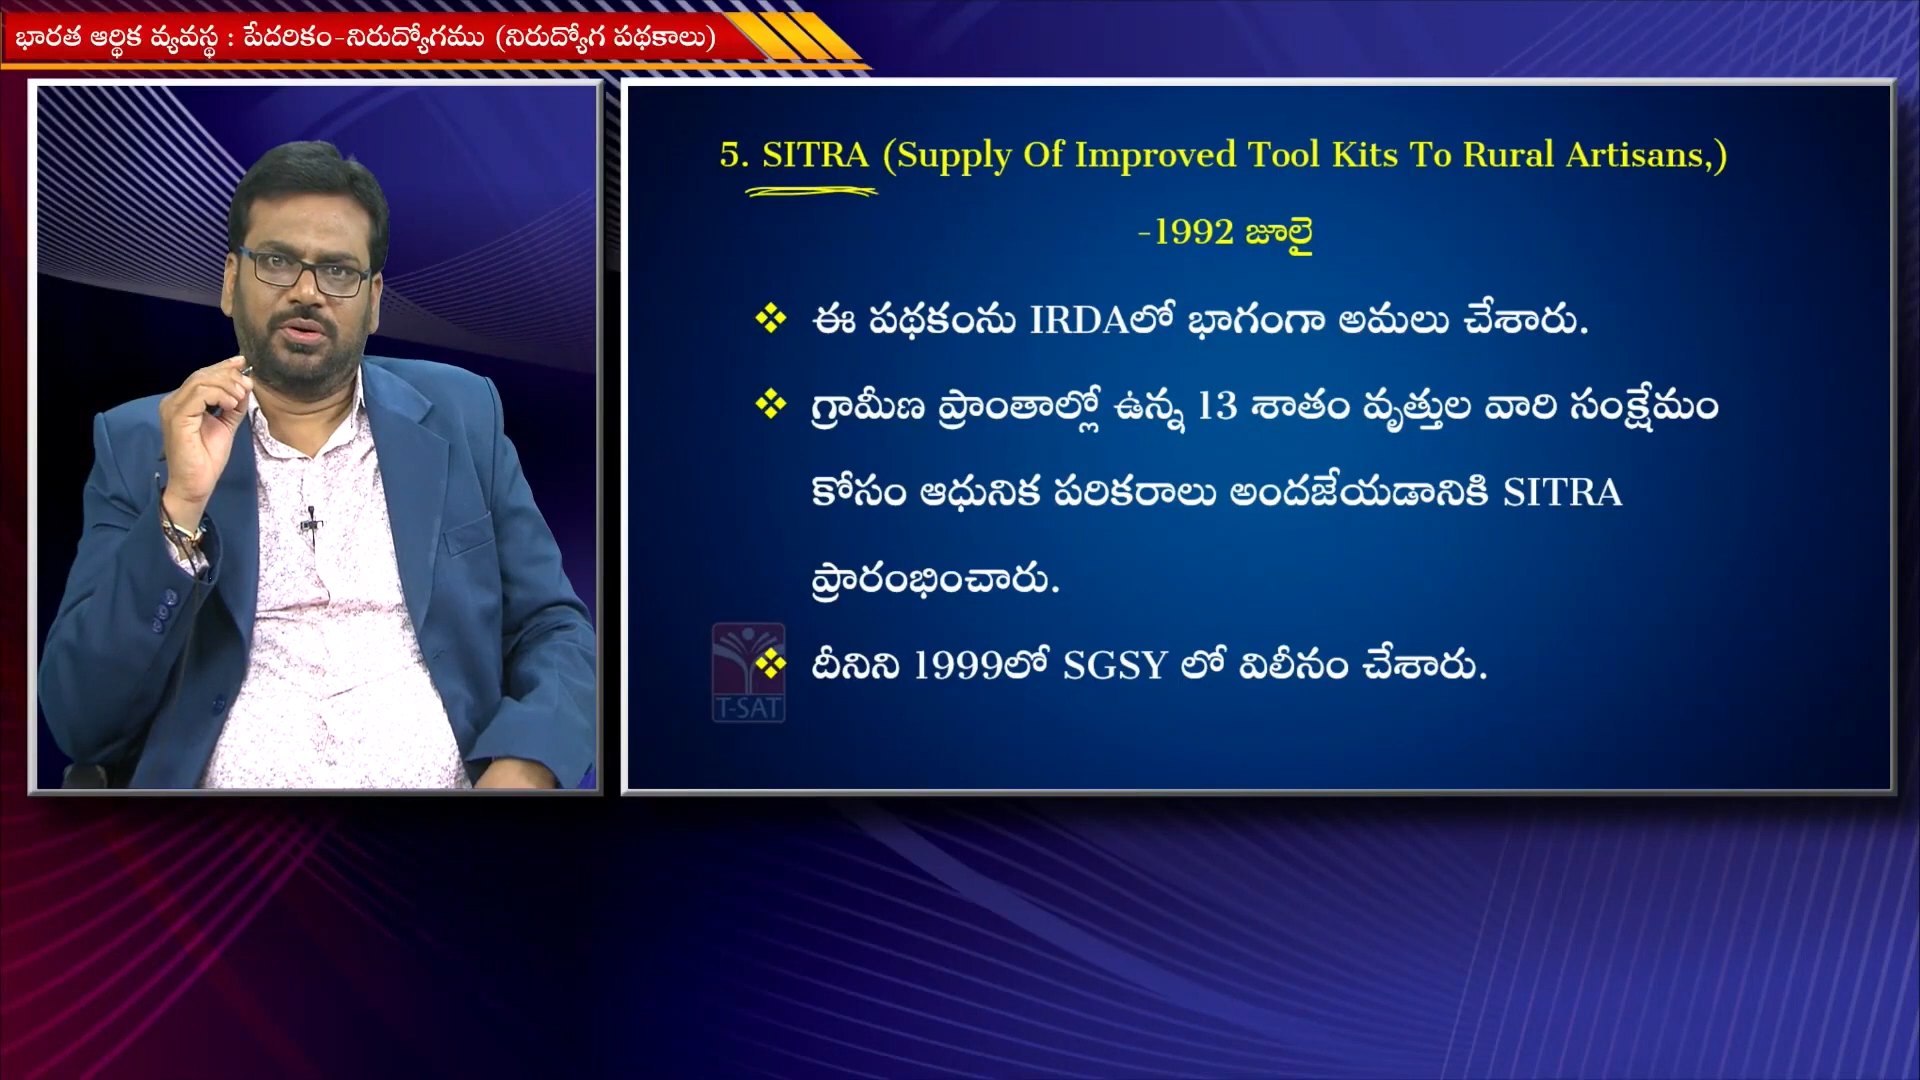 భారత ఆర్థిక వ్యవస్థ : పేదరికం-నిరుద్యోగము (నిరుద్యోగ పథకాలు)
5. SITRA (Supply Of Improved Tool Kits To Rural Artisans,)
-1992 జూలై
❖ ఈ పథకంను IRDAలో భాగంగా అమలు చేశారు.
❖ గ్రామీణ ప్రాంతాల్లో ఉన్న 13 శాతం వృత్తుల వారి సంక్షేమం
కోసం ఆధునిక పరికరాలు అందజేయడానికి SITRA
ప్రారంభించారు.
❖ దీనిని 1999లో SGSY లో విలీనం చేశారు.
T-SAT